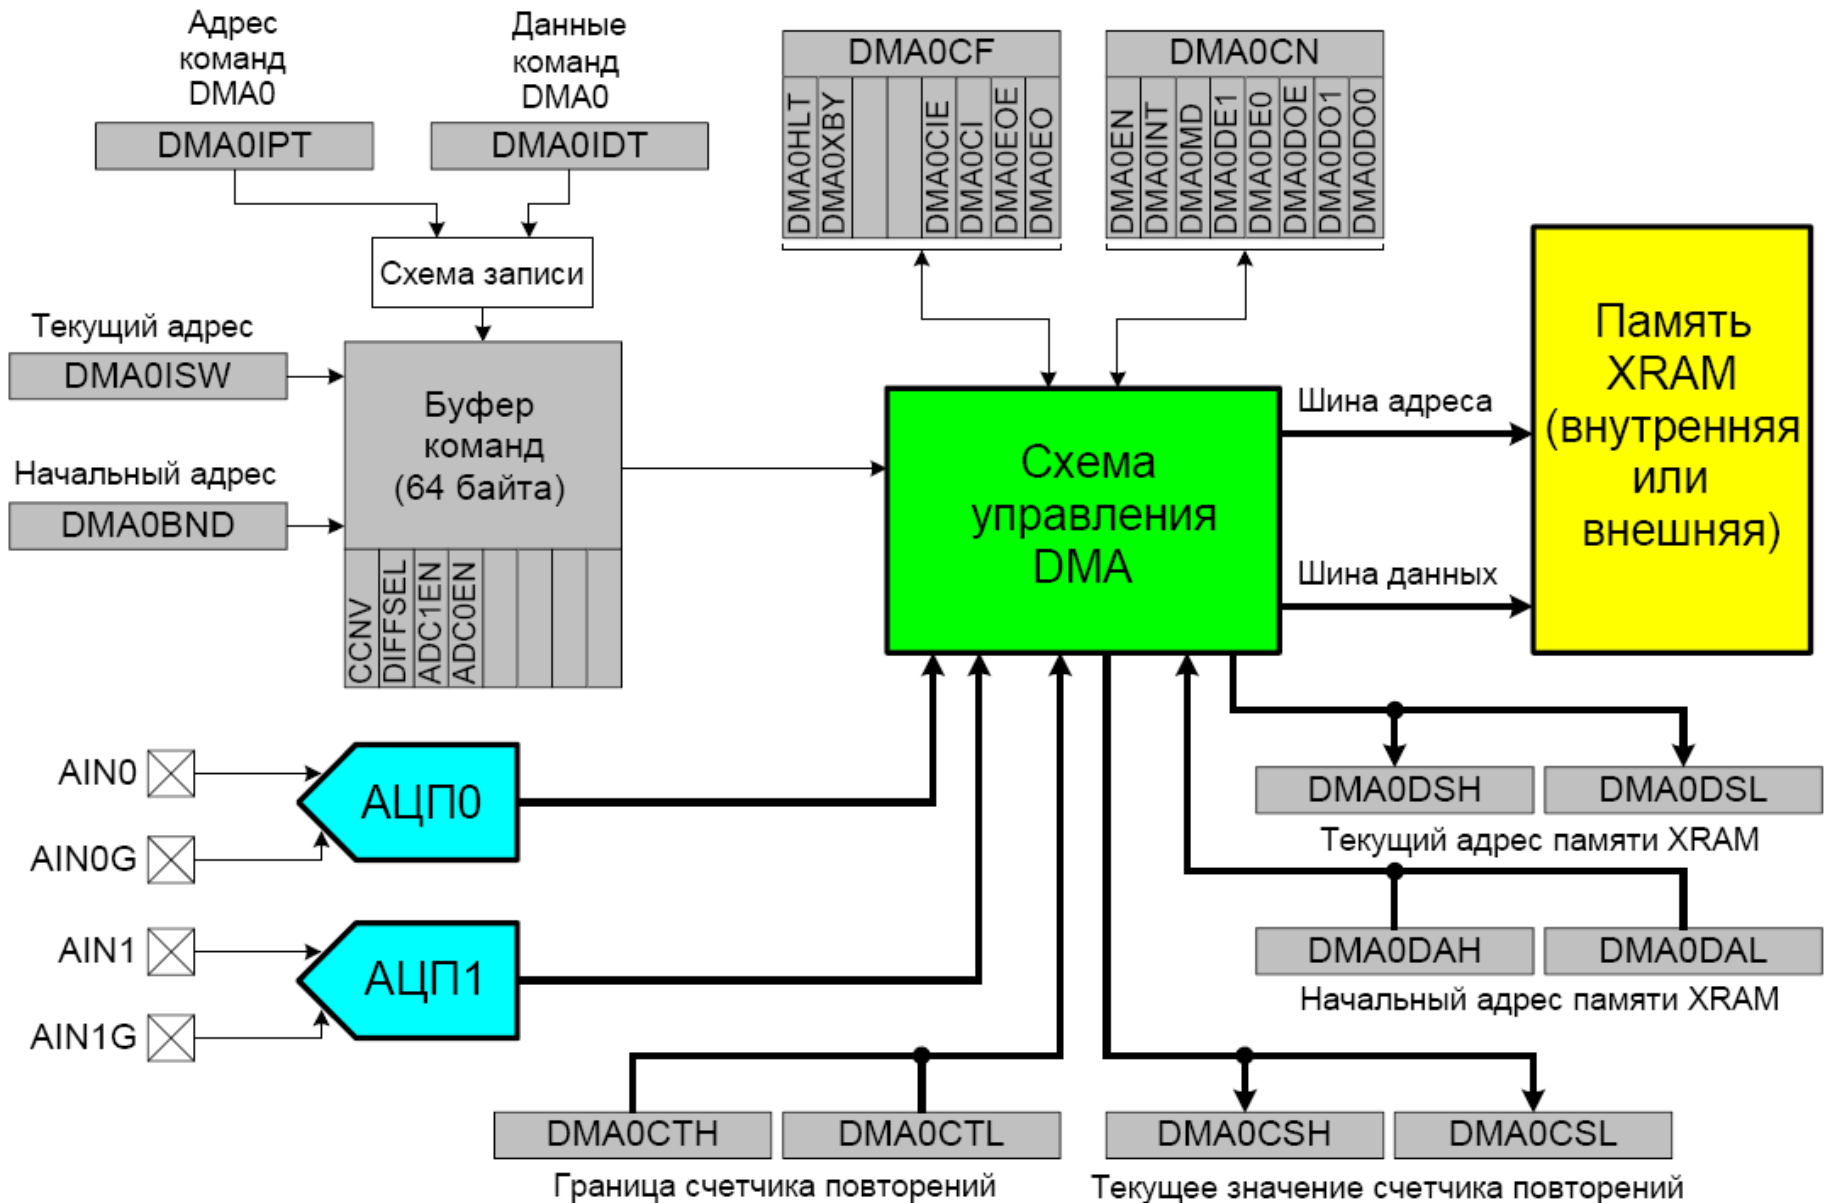 Адрес
команд
DMA0
DMA0IPT
Данные
команд
DMA0
DMA0IDT
Схема записи
Текущий адрес
DMA0ISW
Начальный адрес
DMA0BND
Буфер
команд
(64 байта)
CCNV
DIFFSEL
ADC1EN
ADC0EN
DMA0CF
DMA0HLT
DMA0XBY
DMA0CIE
DMA0CI
DMA0EOE
DMA0EO
DMA0CN
DMA0EN
DMA0INT
DMA0MD
DMA0DE1
DMA0DE0
DMA0DOE
DMA0DO1
DMA0DO0
Схема
управления
DMA
Шина адреса
Шина данных
Память
XRAM
(внутренняя
или
внешняя)
AIN0
AIN0G
АЦП0
AIN1
AIN1G
АЦП1
DMA0DSH
DMA0DSL
Текущий адрес памяти XRAM
DMA0DAH
DMA0DAL
Начальный адрес памяти XRAM
DMA0CTH
DMA0CTL
Граница счетчика повторений
DMA0CSH
DMA0CSL
Текущее значение счетчика повторений